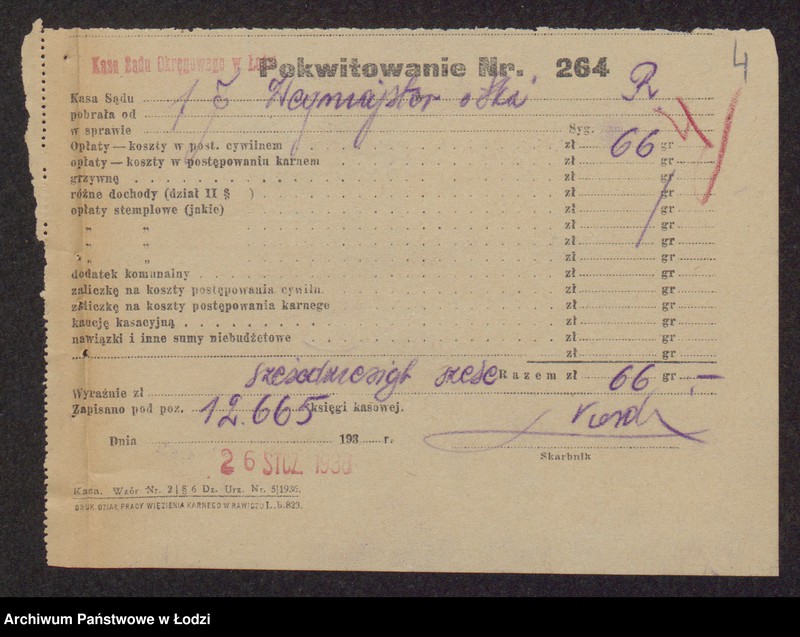 4
Kasa Sądu Okręgowego w Łodzi
Pokwitowanie Nr. 264
Kasa Sądu
pobrała od
w sprawie Syg.
Opłaty — koszty w post. cywilnem zł 66 gr
opłaty — koszty w postępowaniu karnem zł gr
grzywnę zł gr
różne dochody (dział II § ) zł gr
opłaty stemplowe (jakie) zł gr
„ „ zł gr
„ „ zł gr
„ „ zł gr
dodatek komunalny zł gr
zaliczkę na koszty postępowania cywiln. zł gr
zaliczkę na koszty postępowania karnego zł gr
kaucję kasacyjną zł gr
nawiązki i inne sumy niebudżetowe zł gr
zł gr
Razem zł 66 gr —
Wyraźnie zł sześćdziesiąt sześć
Zapisano pod poz. 12.665 księgi kasowej.
Dnia 193 r.
Skarbnik
26 STCZ. 1938
Kasa. Wzór Nr. 2 | § 6 Dz. Urz. Nr. 5|1936.
DRUK. DZIAŁ PRACY WIĘZIENIA KARNEGO W RAWICZU L. b. 823.
Archiwum Państwowe w Łodzi